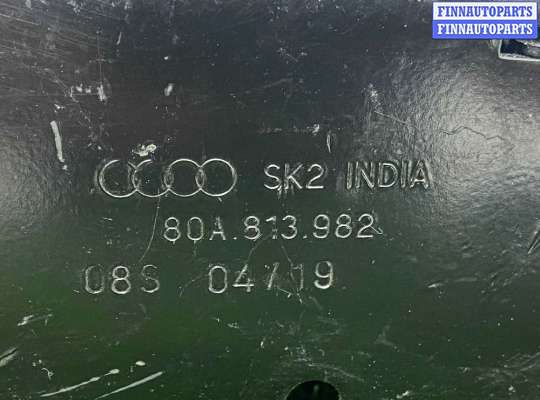 FINNAUTOPARTS
FINNAUTOPARTS
SK2 INDIA
80A.813.982
08S 04/19